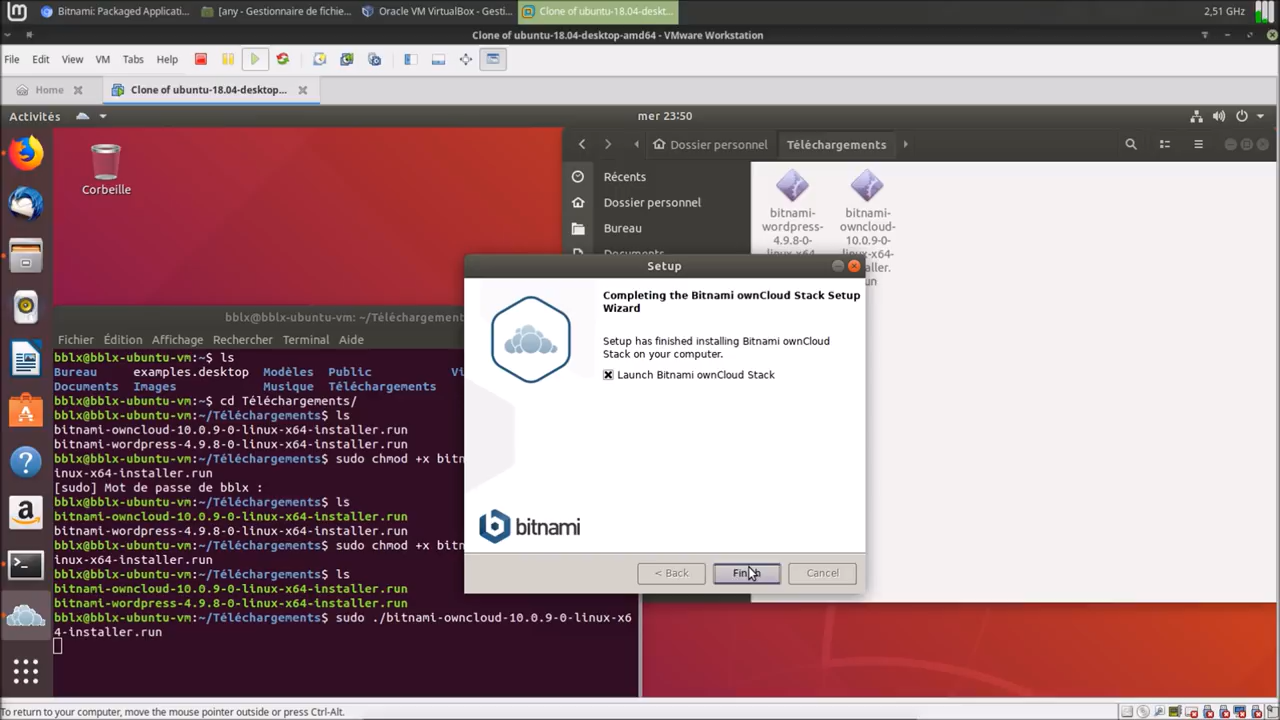 Bitnami: Packaged Applicati...
[any - Gestionnaire de fichie...
Oracle VM VirtualBox - Gesti...
Clone of ubuntu-18.04-deskt...
2,51 GHz
Clone of ubuntu-18.04-desktop-amd64 - VMware Workstation
File Edit View VM Tabs Help
Home
Clone of ubuntu-18.04-desktop...
Activités
mer 23:50
Dossier personnel
Téléchargements
Corbeille
Récents
Dossier personnel
Bureau
Documents
bitnami-
wordpress-
4.9.8-0-
linux-x64-
bitnami-
owncloud-
10.0.9-0-
linux-x64-
installer.
Setup
Completing the Bitnami ownCloud Stack Setup
Wizard
Setup has finished installing Bitnami ownCloud
Stack on your computer.
Launch Bitnami ownCloud Stack
bitnami
< Back
Finish
Cancel
bblx@bblx-ubuntu-vm: ~/Téléchargement
Fichier Édition Affichage Rechercher Terminal Aide
bblx@bblx-ubuntu-vm:~$ ls
Bureau examples.desktop Modèles Public Vi
Documents Images Musique Téléchargements
bblx@bblx-ubuntu-vm:~$ cd Téléchargements/
bblx@bblx-ubuntu-vm:~/Téléchargements$ ls
bitnami-owncloud-10.0.9-0-linux-x64-installer.run
bitnami-wordpress-4.9.8-0-linux-x64-installer.run
bblx@bblx-ubuntu-vm:~/Téléchargements$ sudo chmod +x bitn
inux-x64-installer.run
[sudo] Mot de passe de bblx :
bblx@bblx-ubuntu-vm:~/Téléchargements$ ls
bitnami-owncloud-10.0.9-0-linux-x64-installer.run
bitnami-wordpress-4.9.8-0-linux-x64-installer.run
bblx@bblx-ubuntu-vm:~/Téléchargements$ sudo chmod +x bitn
inux-x64-installer.run
bblx@bblx-ubuntu-vm:~/Téléchargements$ ls
bitnami-owncloud-10.0.9-0-linux-x64-installer.run
bitnami-wordpress-4.9.8-0-linux-x64-installer.run
bblx@bblx-ubuntu-vm:~/Téléchargements$ sudo ./bitnami-owncloud-10.0.9-0-linux-x6
4-installer.run
To return to your computer, move the mouse pointer outside or press Ctrl-Alt.